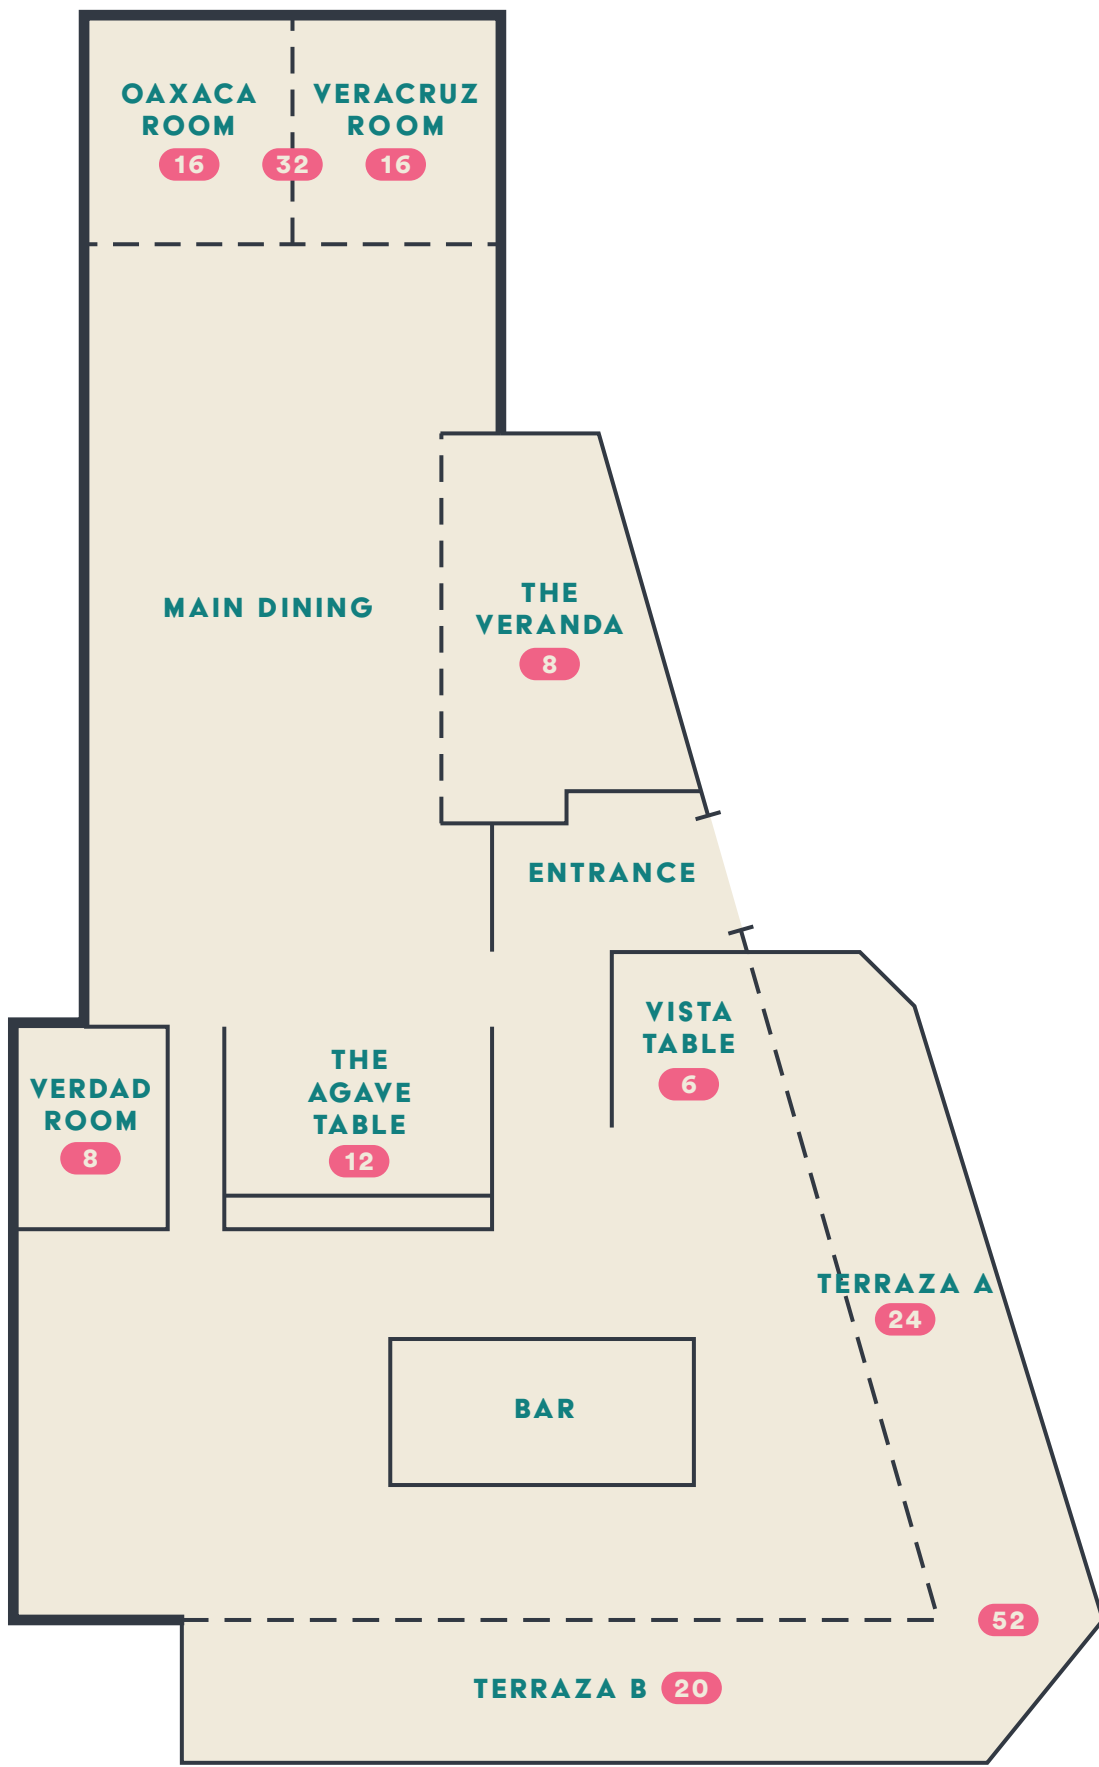 OAXACA
ROOM
16
32
VERACRUZ
ROOM
16
MAIN DINING
THE
VERANDA
8
ENTRANCE
VISTA
TABLE
6
VERDAD
ROOM
8
THE
AGAVE
TABLE
12
TERRAZA A
24
BAR
52
TERRAZA B 20